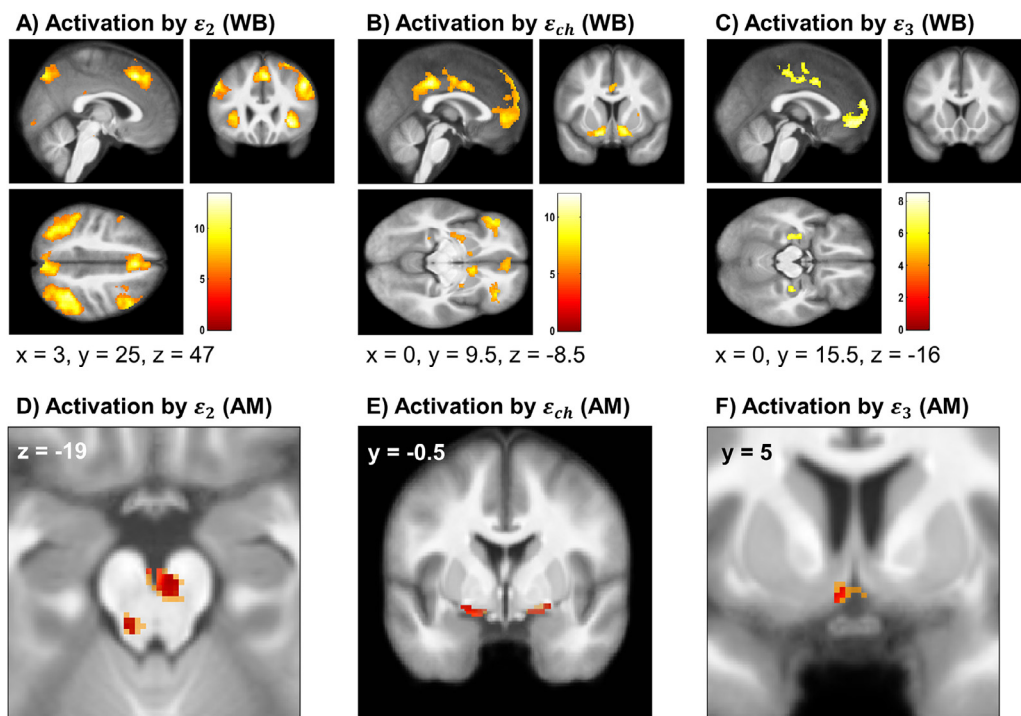 A) Activation by ε₂ (WB)
B) Activation by ε_ch (WB)
C) Activation by ε₃ (WB)
10
5
0
10
5
0
8
6
4
2
0
x = 3, y = 25, z = 47
x = 0, y = 9.5, z = -8.5
x = 0, y = 15.5, z = -16
D) Activation by ε₂ (AM)
E) Activation by ε_ch (AM)
F) Activation by ε₃ (AM)
z = -19
y = -0.5
y = 5